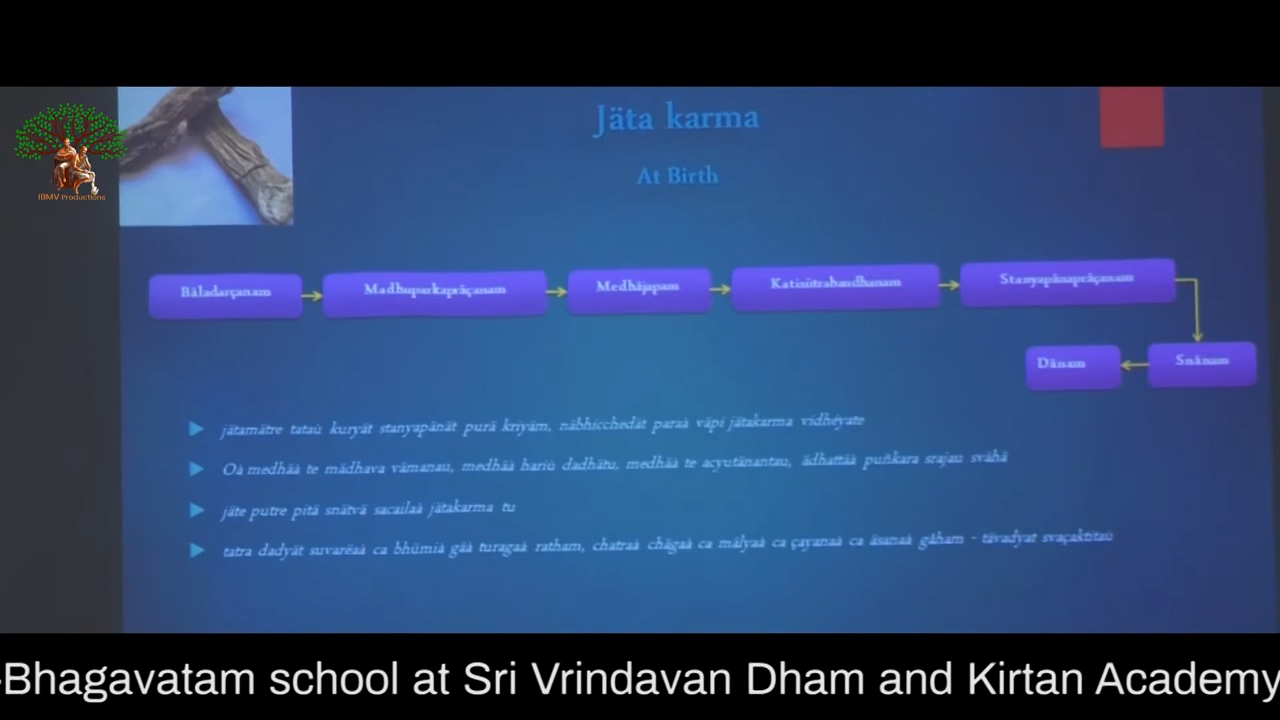 IBMV Productions
Jäta karma
At Birth
Bäladarçanam
Madhuparkapräçanam
Medhäjapam
Katisütrabandhanam
Stanyapänapräçanam
Dänam
Snänam
jätamätre tataù kuryät stanyapänät purä kriyäm, näbhicchedät paraà väpi jätakarma vidhéyate
Oà medhäà te mädhava vämanau, medhäà hariù dadhätu, medhäà te acyutänantau, ädhattäà puñkara srajau svähä
jäte putre pitä snätvä sacailaà jätakarma tu
tatra dadyät suvarëaà ca bhümià gäà turagaà ratham, chatraà chägaà ca mälyaà ca çayanaà ca äsanaà gåham - tävadyat svaçaktitaù
-Bhagavatam school at Sri Vrindavan Dham and Kirtan Academy